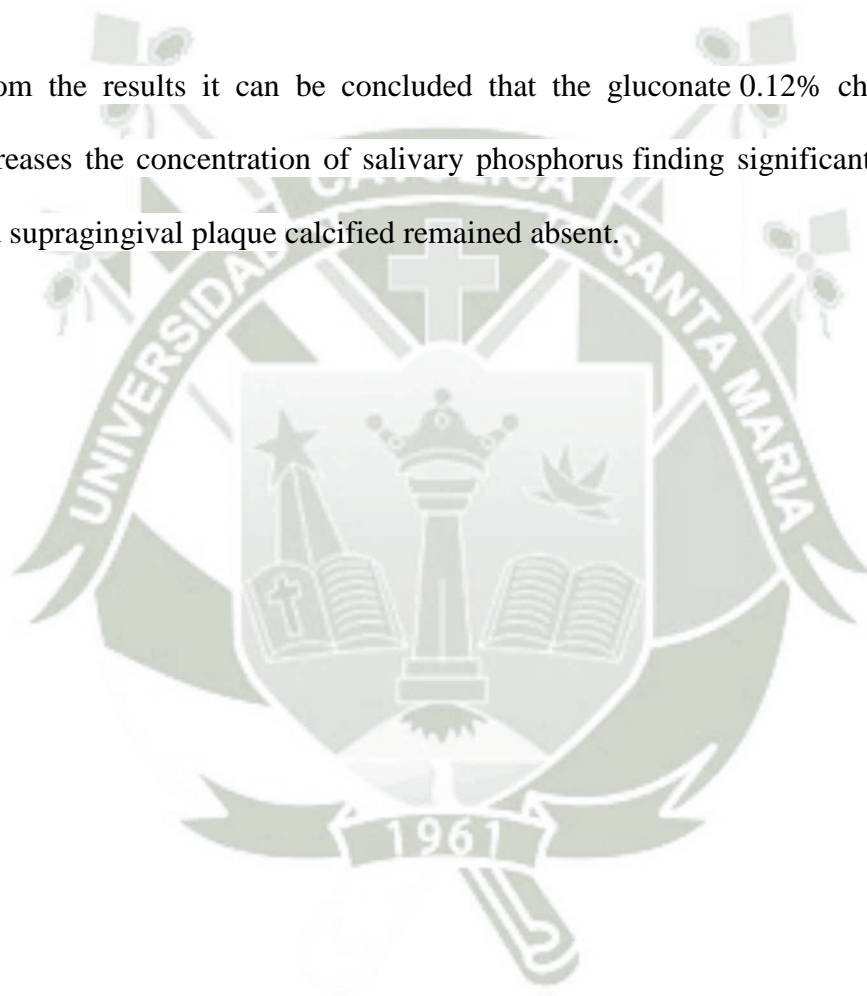 om the results it can be concluded that the gluconate 0.12% ch
reases the concentration of salivary phosphorus finding significant
supragingival plaque calcified remained absent.
UNIVERSIDAD CATOLICA SANTA MARIA
1961